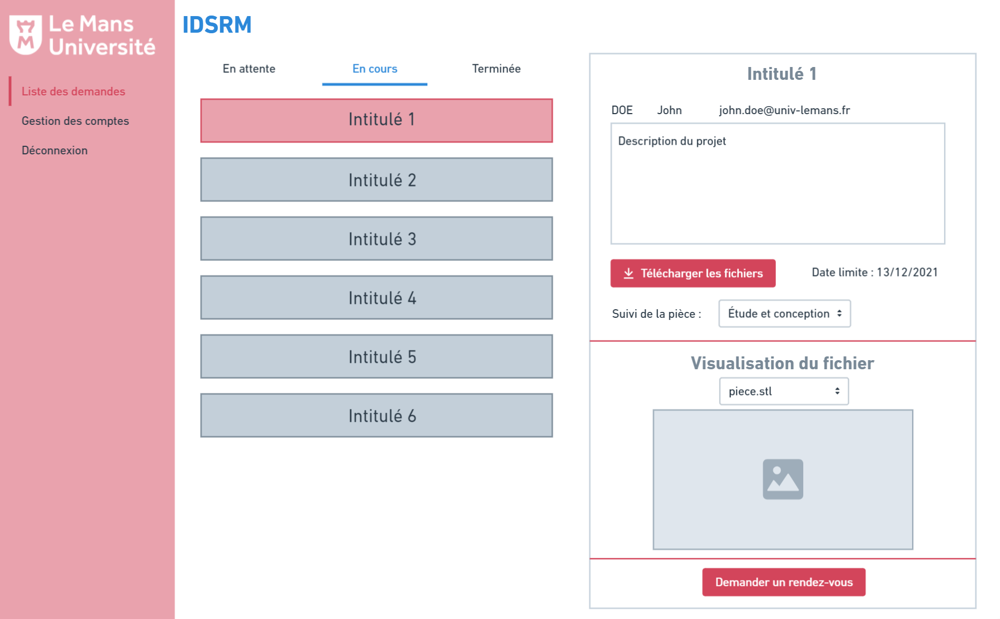 Le Mans
Université
Liste des demandes
Gestion des comptes
Déconnexion
IDSRM
En attente
En cours
Terminée
Intitulé 1
Intitulé 2
Intitulé 3
Intitulé 4
Intitulé 5
Intitulé 6
Intitulé 1
DOE John john.doe@univ-lemans.fr
Description du projet
Télécharger les fichiers
Date limite : 13/12/2021
Suivi de la pièce : Étude et conception
Visualisation du fichier
piece.stl
Demander un rendez-vous